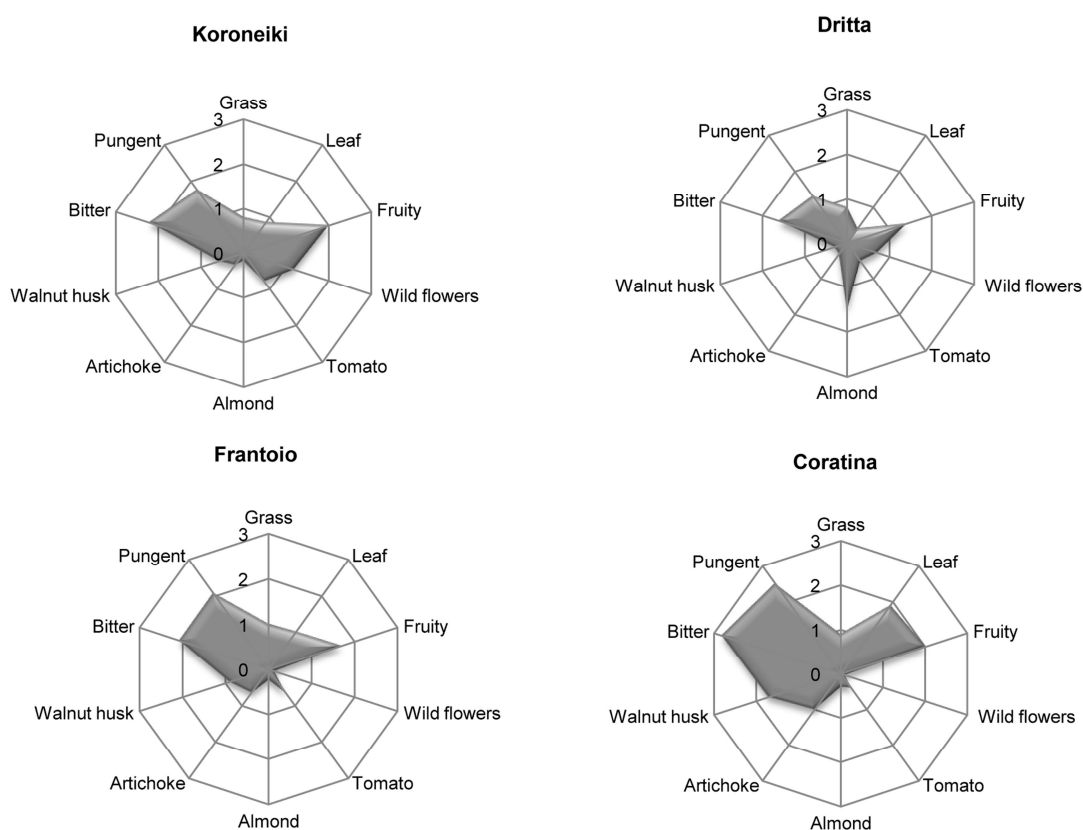 Koroneiki
Grass
3
Pungent
Leaf
2
Bitter
1
Fruity
0
Walnut husk
Wild flowers
Artichoke
Tomato
Almond
Dritta
Grass
3
Pungent
Leaf
2
Bitter
1
Fruity
0
Walnut husk
Wild flowers
Artichoke
Tomato
Almond
Frantoio
Grass
3
Pungent
Leaf
2
Bitter
1
Fruity
0
Walnut husk
Wild flowers
Artichoke
Tomato
Almond
Coratina
Grass
3
Pungent
Leaf
2
Bitter
1
Fruity
0
Walnut husk
Wild flowers
Artichoke
Tomato
Almond